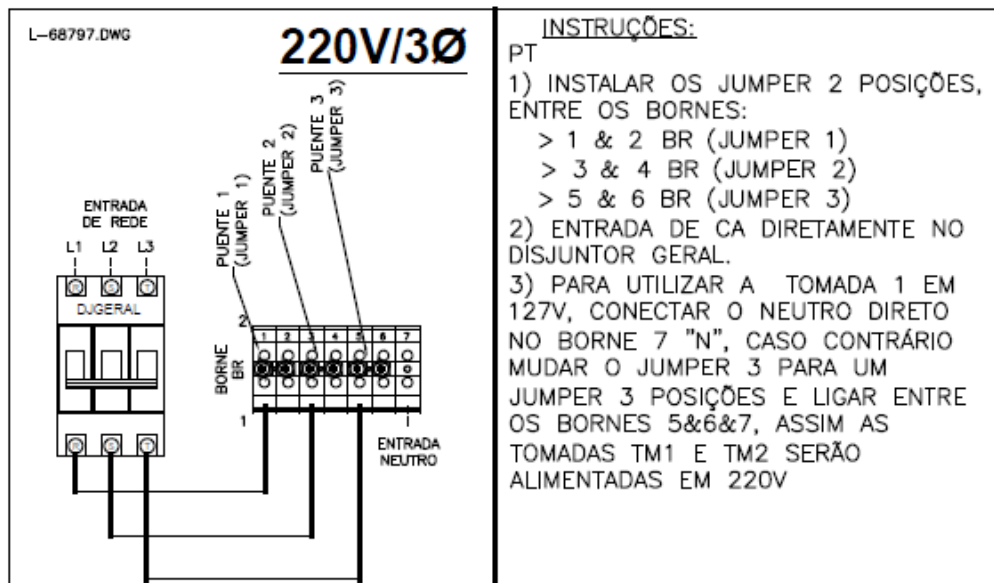 L-68797.DWG
220V/3Ø
PUENTE 1
(JUMPER 1)
PUENTE 2
(JUMPER 2)
PUENTE 3
(JUMPER 3)
ENTRADA
DE REDE
L1 L2 L3
R S T
DJGERAL
R S T
BORNE
BR
2
1 2 3 4 5 6 7
1
ENTRADA
NEUTRO
INSTRUÇÕES:
PT
1) INSTALAR OS JUMPER 2 POSIÇÕES,
ENTRE OS BORNES:
> 1 & 2 BR (JUMPER 1)
> 3 & 4 BR (JUMPER 2)
> 5 & 6 BR (JUMPER 3)
2) ENTRADA DE CA DIRETAMENTE NO
DISJUNTOR GERAL.
3) PARA UTILIZAR A TOMADA 1 EM
127V, CONECTAR O NEUTRO DIRETO
NO BORNE 7 "N", CASO CONTRÁRIO
MUDAR O JUMPER 3 PARA UM
JUMPER 3 POSIÇÕES E LIGAR ENTRE
OS BORNES 5&6&7, ASSIM AS
TOMADAS TM1 E TM2 SERÃO
ALIMENTADAS EM 220V